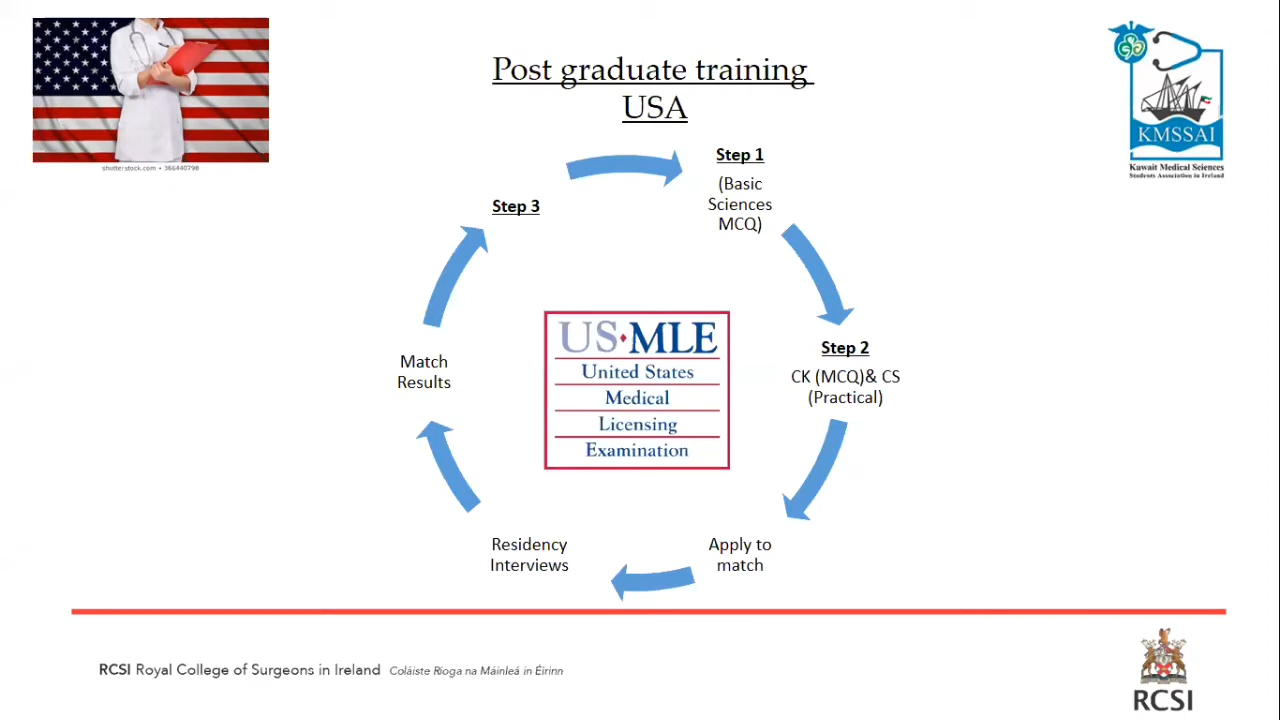 Post graduate training
USA
shutterstock.com • 366440798
KMSSAI
Kuwait Medical Sciences
Students Association in Ireland
Step 1
(Basic
Sciences
MCQ)
Step 2
CK (MCQ)& CS
(Practical)
Apply to
match
Residency
Interviews
Match
Results
Step 3
US♦MLE
United States
Medical
Licensing
Examination
RCSI Royal College of Surgeons in Ireland Coláiste Ríoga na Máinleá in Éirinn
RCSI